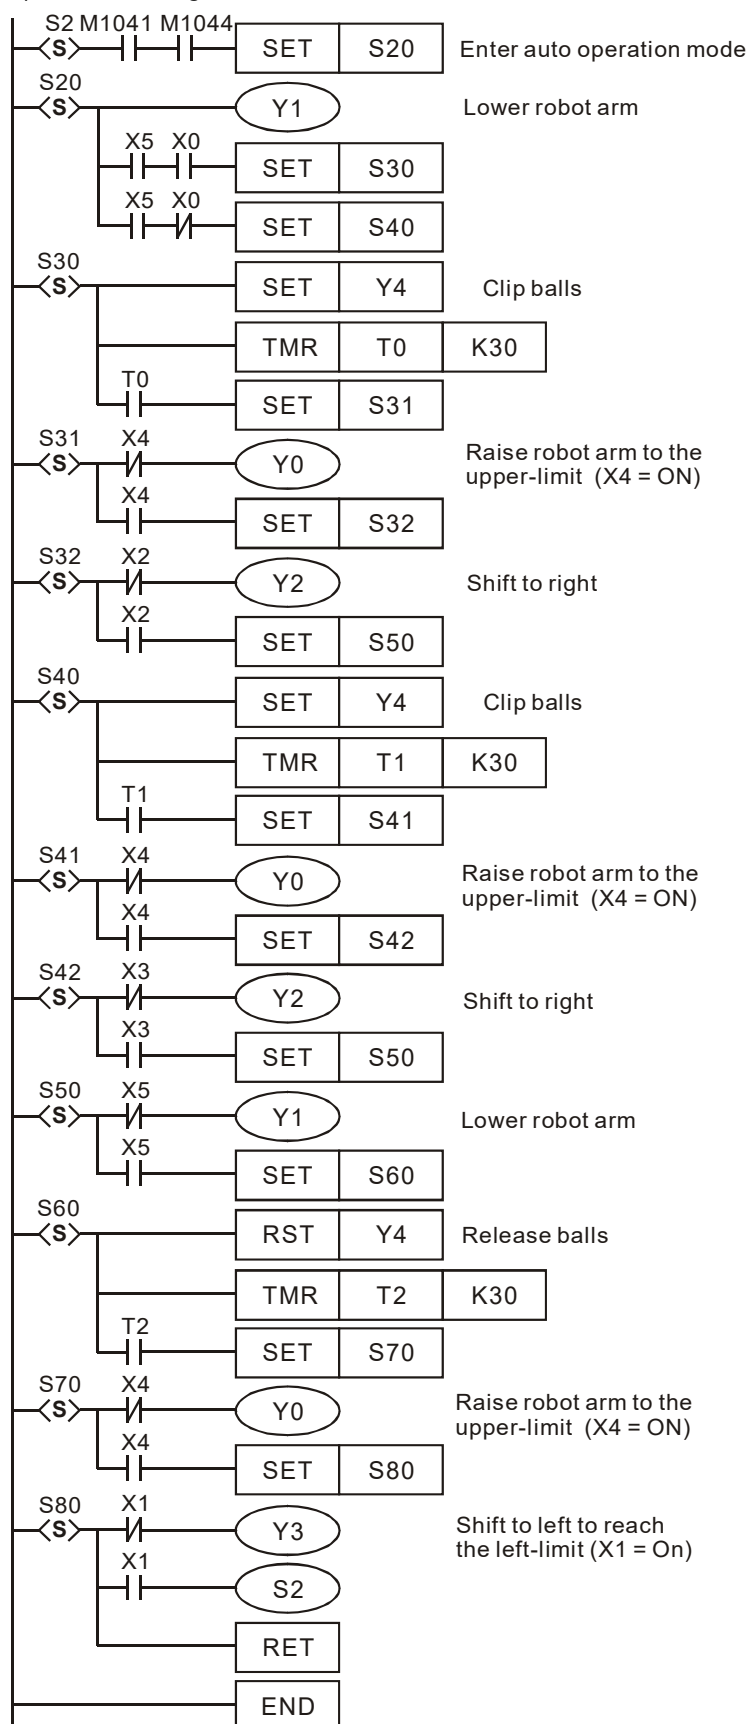 S2 M1041 M1044
S SET S20 Enter auto operation mode
S20
S Y1 Lower robot arm
X5 X0
SET S30
X5 X0
SET S40
S30
S SET Y4 Clip balls
TMR T0 K30
T0
SET S31
S31 X4
S Y0 Raise robot arm to the
upper-limit (X4 = ON)
X4
SET S32
S32 X2
S Y2 Shift to right
X2
SET S50
S40
S SET Y4 Clip balls
TMR T1 K30
T1
SET S41
S41 X4
S Y0 Raise robot arm to the
upper-limit (X4 = ON)
X4
SET S42
S42 X3
S Y2 Shift to right
X3
SET S50
S50 X5
S Y1 Lower robot arm
X5
SET S60
S60
S RST Y4 Release balls
TMR T2 K30
T2
SET S70
S70 X4
S Y0 Raise robot arm to the
upper-limit (X4 = ON)
X4
SET S80
S80 X1
S Y3 Shift to left to reach
the left-limit (X1 = On)
X1
S2
RET
END